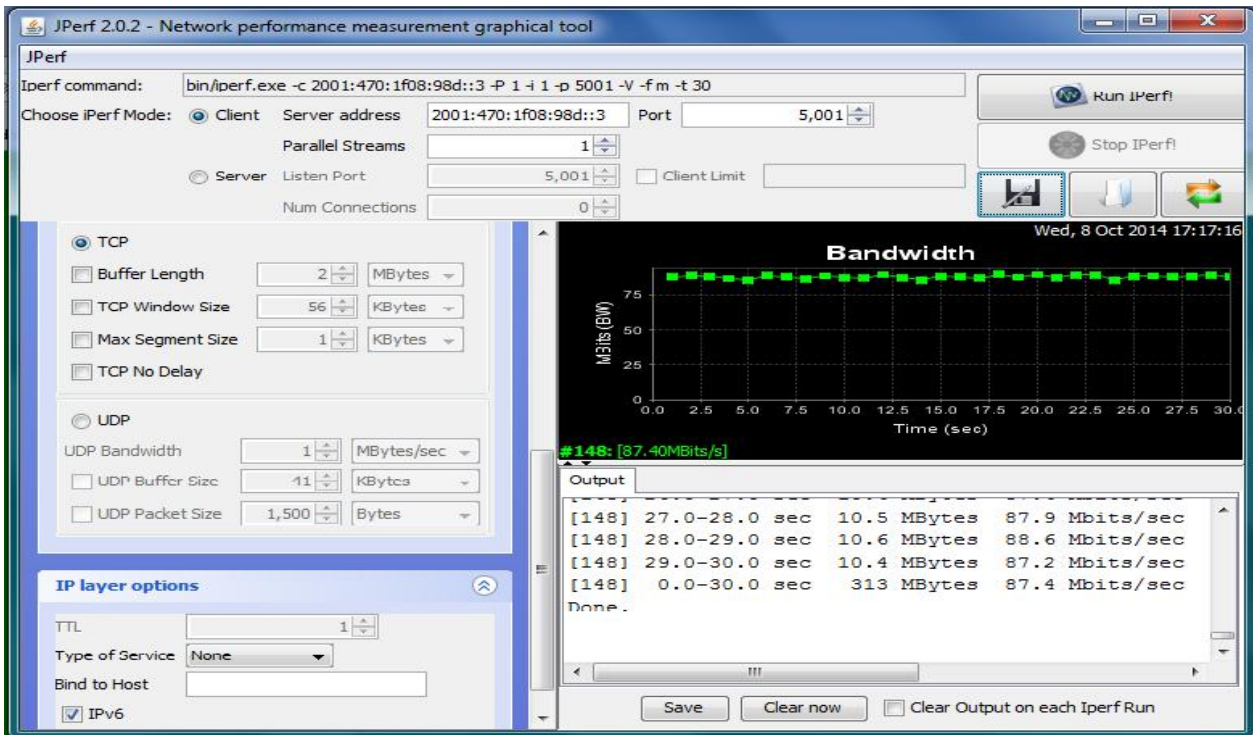 JPerf 2.0.2 - Network performance measurement graphical tool
JPerf
Iperf command: bin/iperf.exe -c 2001:470:1f08:98d::3 -P 1 -i 1 -p 5001 -V -f m -t 30
Run IPerf!
Choose iPerf Mode: Client Server address 2001:470:1f08:98d::3 Port 5,001
Parallel Streams 1
Stop IPerf!
Server Listen Port 5,001 Client Limit
Num Connections 0
TCP
Buffer Length 2 MBytes
TCP Window Size 56 KBytes
Max Segment Size 1 KBytes
TCP No Delay
UDP
UDP Bandwidth 1 MBytes/sec
UDP Buffer Size 41 KBytes
UDP Packet Size 1,500 Bytes
IP layer options
TTL 1
Type of Service None
Bind to Host
IPv6
Wed, 8 Oct 2014 17:17:16
Bandwidth
MBits (BW)
75
50
25
0
0.0 2.5 5.0 7.5 10.0 12.5 15.0 17.5 20.0 22.5 25.0 27.5 30.0
Time (sec)
#148: [87.40MBits/s]
Output
[148] 27.0-28.0 sec 10.5 MBytes 87.9 Mbits/sec
[148] 28.0-29.0 sec 10.6 MBytes 88.6 Mbits/sec
[148] 29.0-30.0 sec 10.4 MBytes 87.2 Mbits/sec
[148] 0.0-30.0 sec 313 MBytes 87.4 Mbits/sec
Done.
Save Clear now Clear Output on each Iperf Run